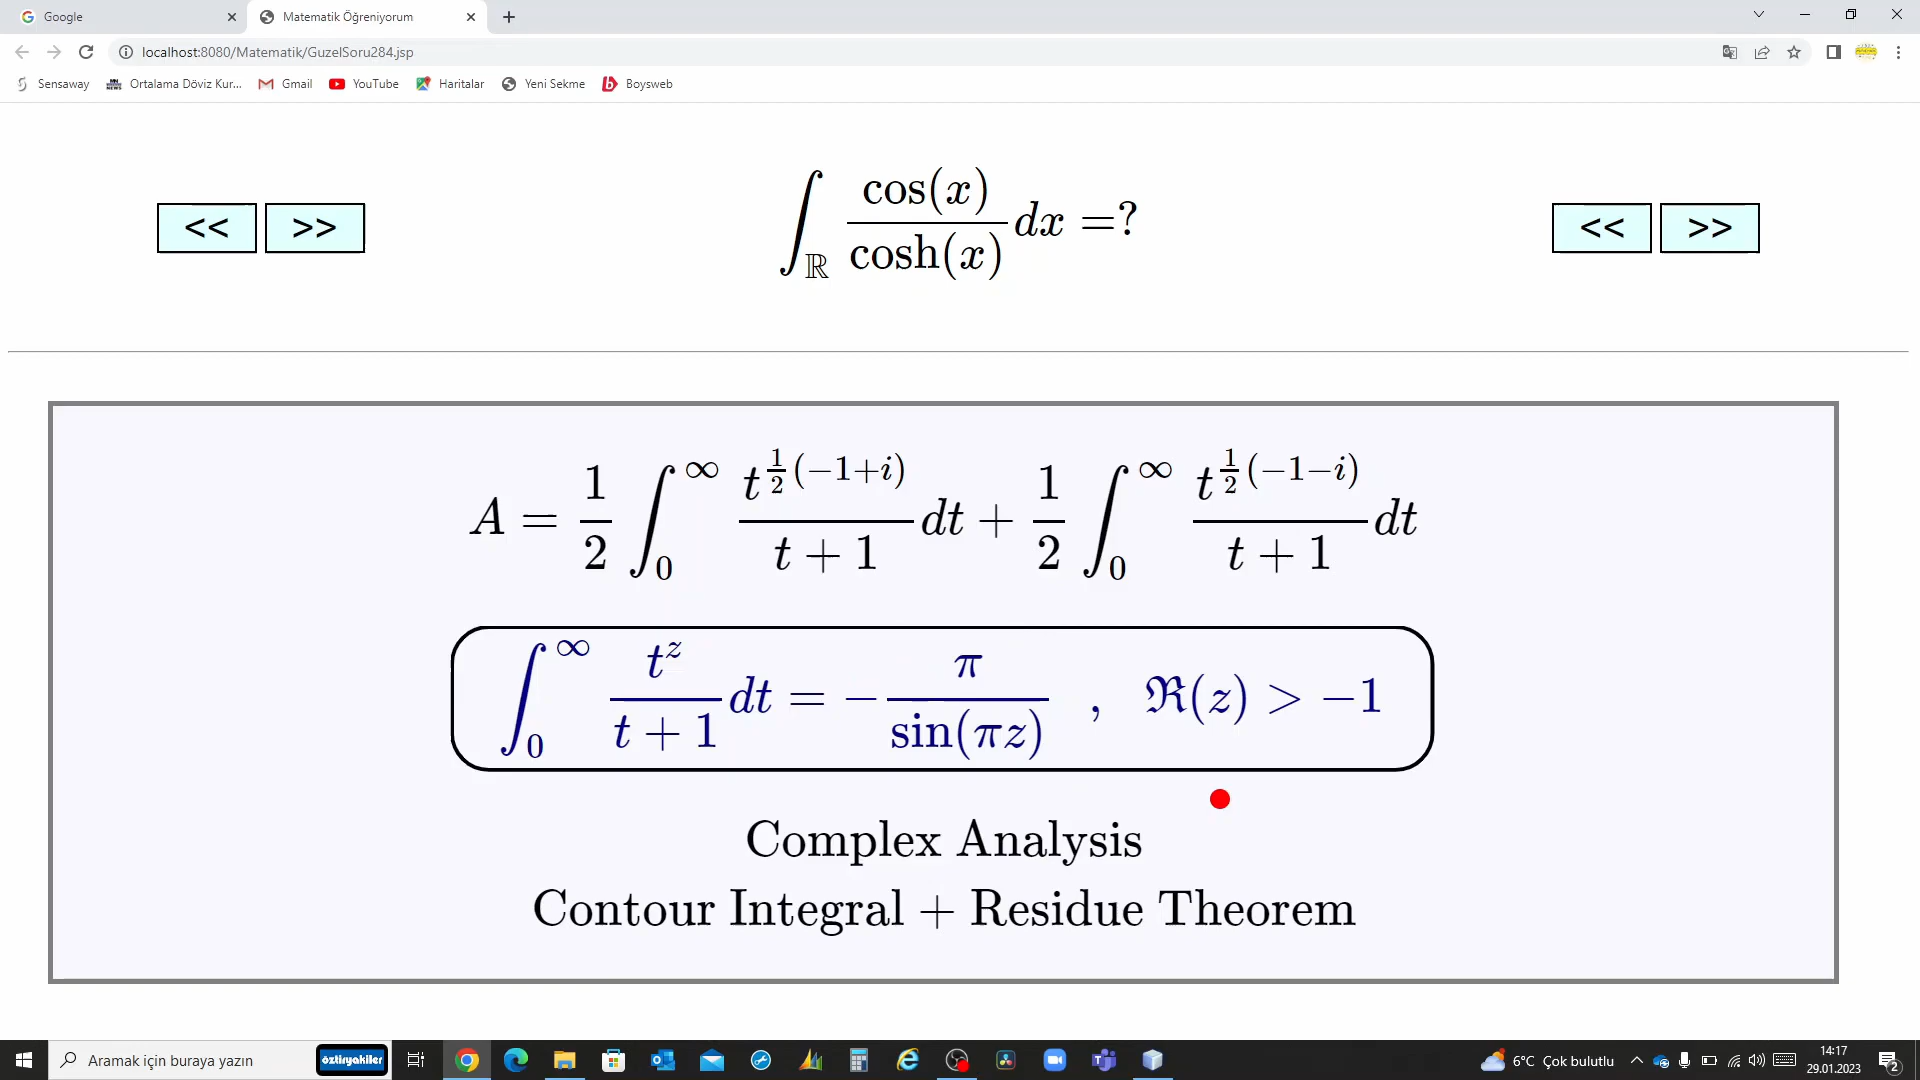 Google
Matematik Öğreniyorum
localhost:8080/Matematik/GuzelSoru284.jsp
Sensaway
Ortalama Döviz Kur...
Gmail
YouTube
Haritalar
Yeni Sekme
Boysweb
<< >>
∫_ℝ cos(x)/cosh(x) dx =?
<< >>
A = 1/2 ∫_0^∞ t^{1/2(−1+i)}/(t+1) dt + 1/2 ∫_0^∞ t^{1/2(−1−i)}/(t+1) dt
∫_0^∞ t^z/(t+1) dt = − π/sin(πz) , ℜ(z) > −1
Complex Analysis
Contour Integral + Residue Theorem
Aramak için buraya yazın
öztiryakiler
6°C Çok bulutlu
14:17
29.01.2023
2